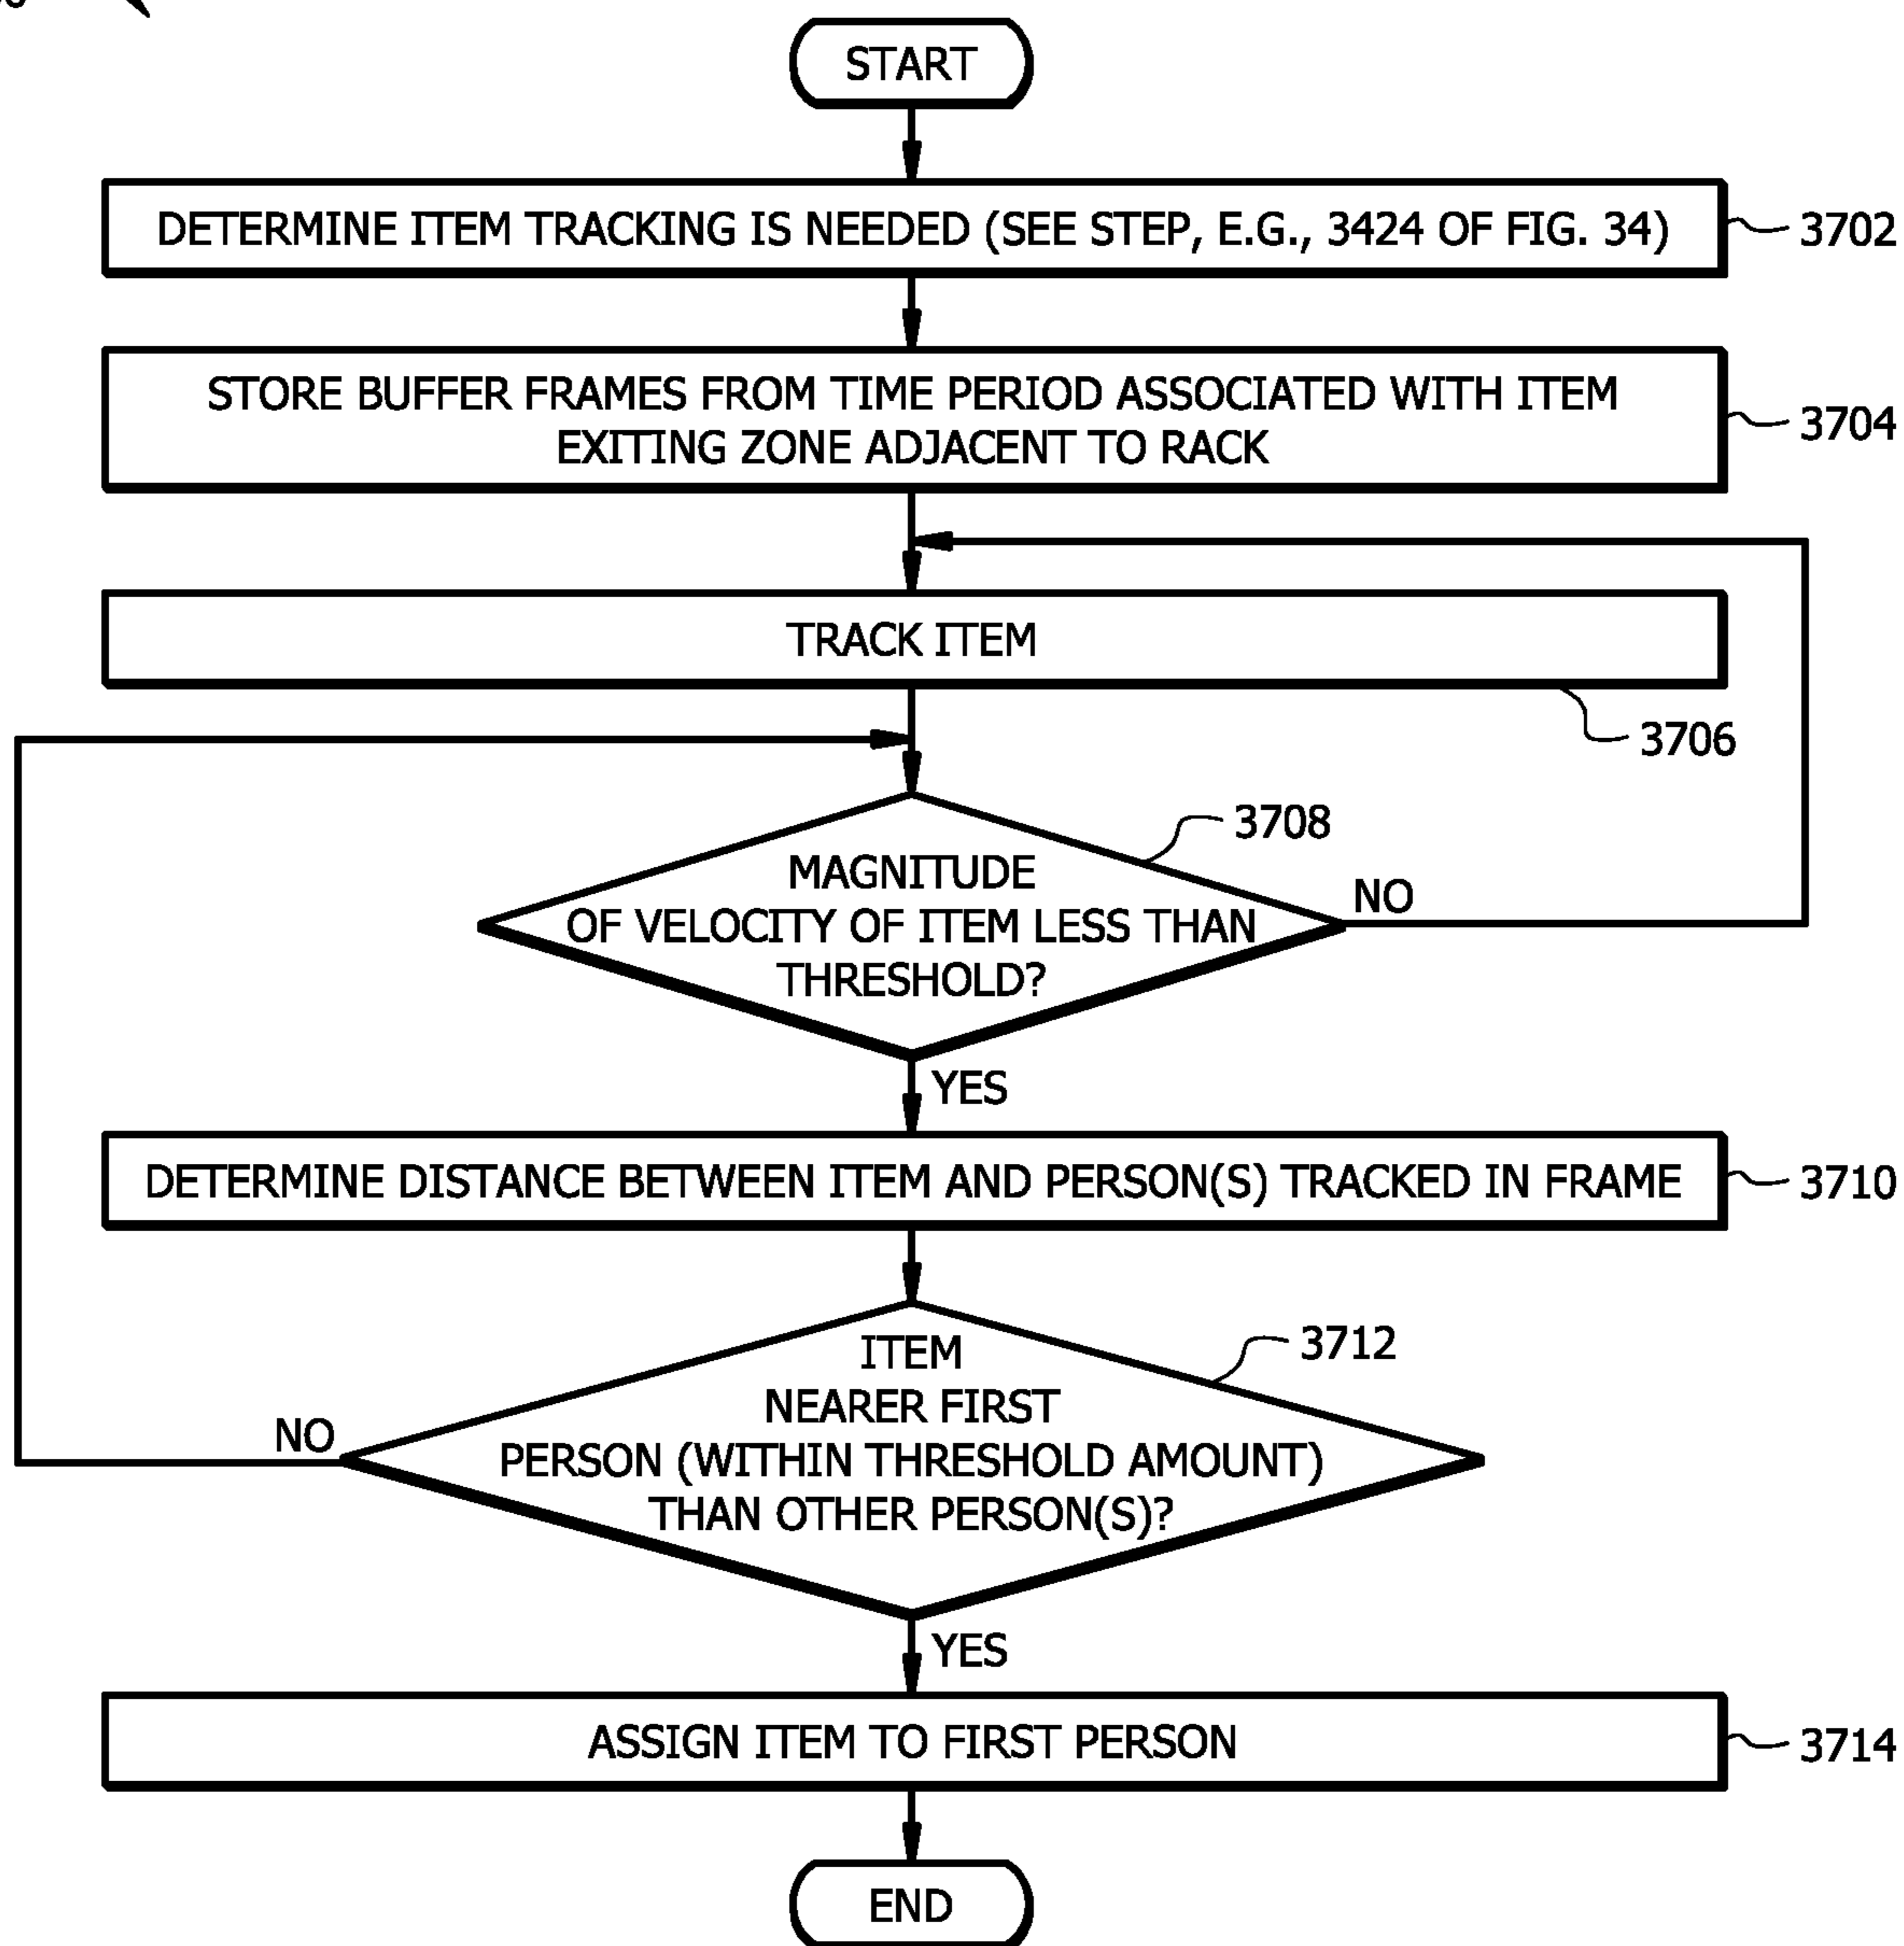 START
DETERMINE ITEM TRACKING IS NEEDED (SEE STEP, E.G., 3424 OF FIG. 34)
3702
STORE BUFFER FRAMES FROM TIME PERIOD ASSOCIATED WITH ITEM
EXITING ZONE ADJACENT TO RACK
3704
TRACK ITEM
3706
3708
MAGNITUDE
OF VELOCITY OF ITEM LESS THAN
THRESHOLD?
NO
YES
DETERMINE DISTANCE BETWEEN ITEM AND PERSON(S) TRACKED IN FRAME
3710
3712
ITEM
NEARER FIRST
PERSON (WITHIN THRESHOLD AMOUNT)
THAN OTHER PERSON(S)?
NO
YES
ASSIGN ITEM TO FIRST PERSON
3714
END